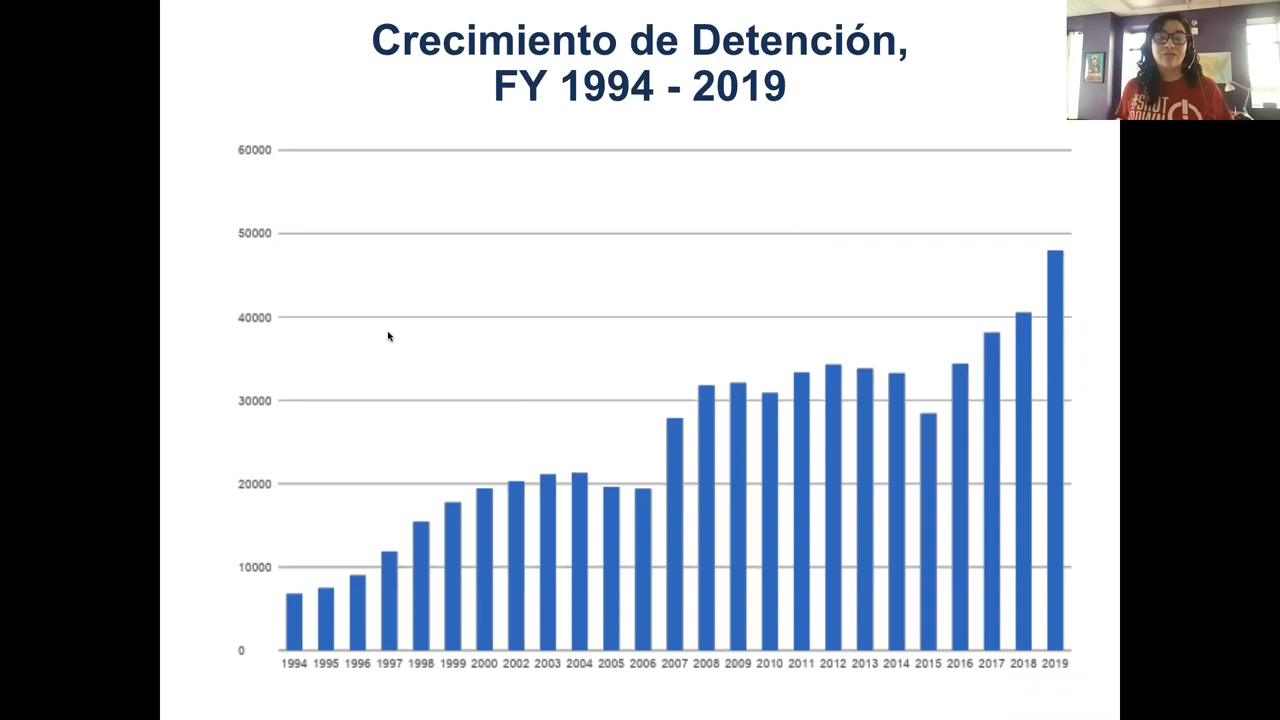 Crecimiento de Detención,
FY 1994 - 2019
#SHUT
DOWN
60000
50000
40000
30000
20000
10000
0
1994 1995 1996 1997 1998 1999 2000 2002 2003 2004 2005 2006 2007 2008 2009 2010 2011 2012 2013 2014 2015 2016 2017 2018 2019